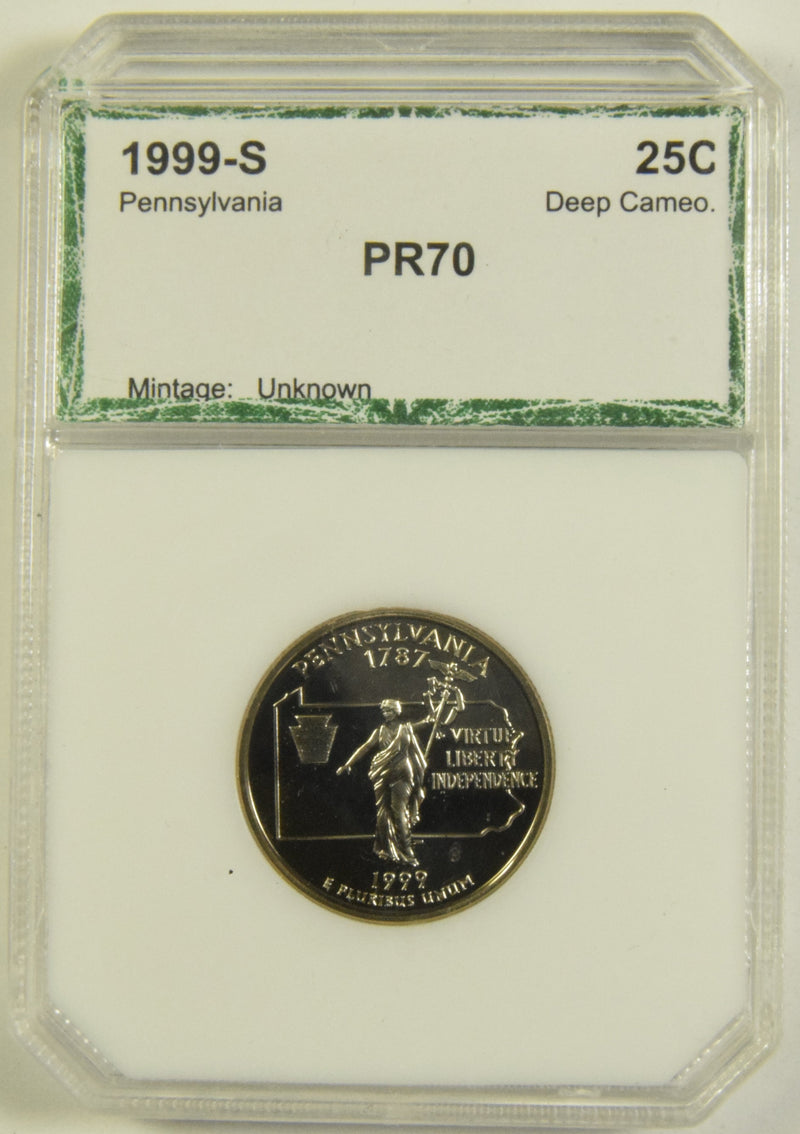 1999-S 25C
Pennsylvania Deep Cameo.
PR70
Mintage: Unknown
PENNSYLVANIA
1787
VIRTUE
LIBERTY
INDEPENDENCE
1999
E PLURIBUS UNUM